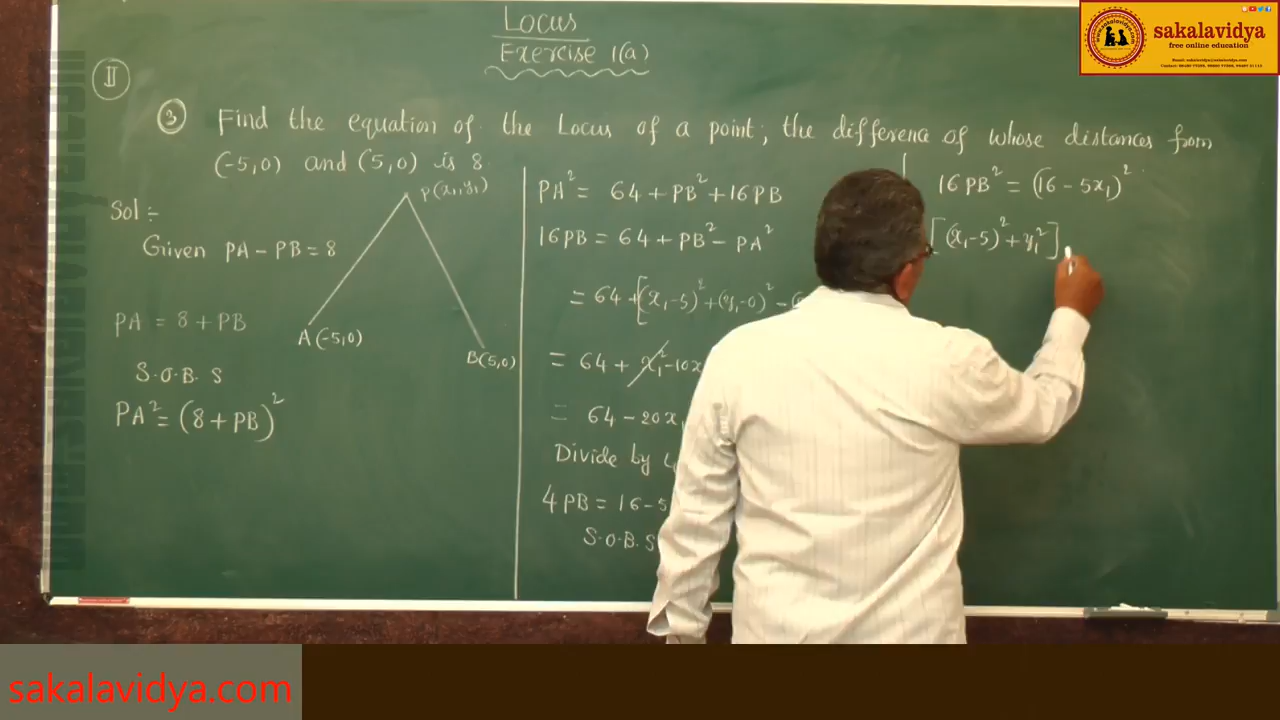 Locus
Exercise 1(a)
II
3 Find the equation of the Locus of a point, the difference of whose distances from
(-5,0) and (5,0) is 8
Sol :-
Given PA - PB = 8
PA = 8 + PB
S.O.B.S
PA² = (8 + PB)²
P(x₁,y₁)
A(-5,0)
B(5,0)
PA² = 64 + PB² + 16PB
16PB = 64 + PB² - PA²
= 64 + [(x₁-5)² + (y₁-0)² -
= 64 + x₁² - 10x
= 64 - 20x₁
Divide by
4PB = 16 - 5
S.O.B.S
16PB² = (16 - 5x₁)²
[(x₁-5)² + y₁²]
sakalavidya
free online education
sakalavidya.com